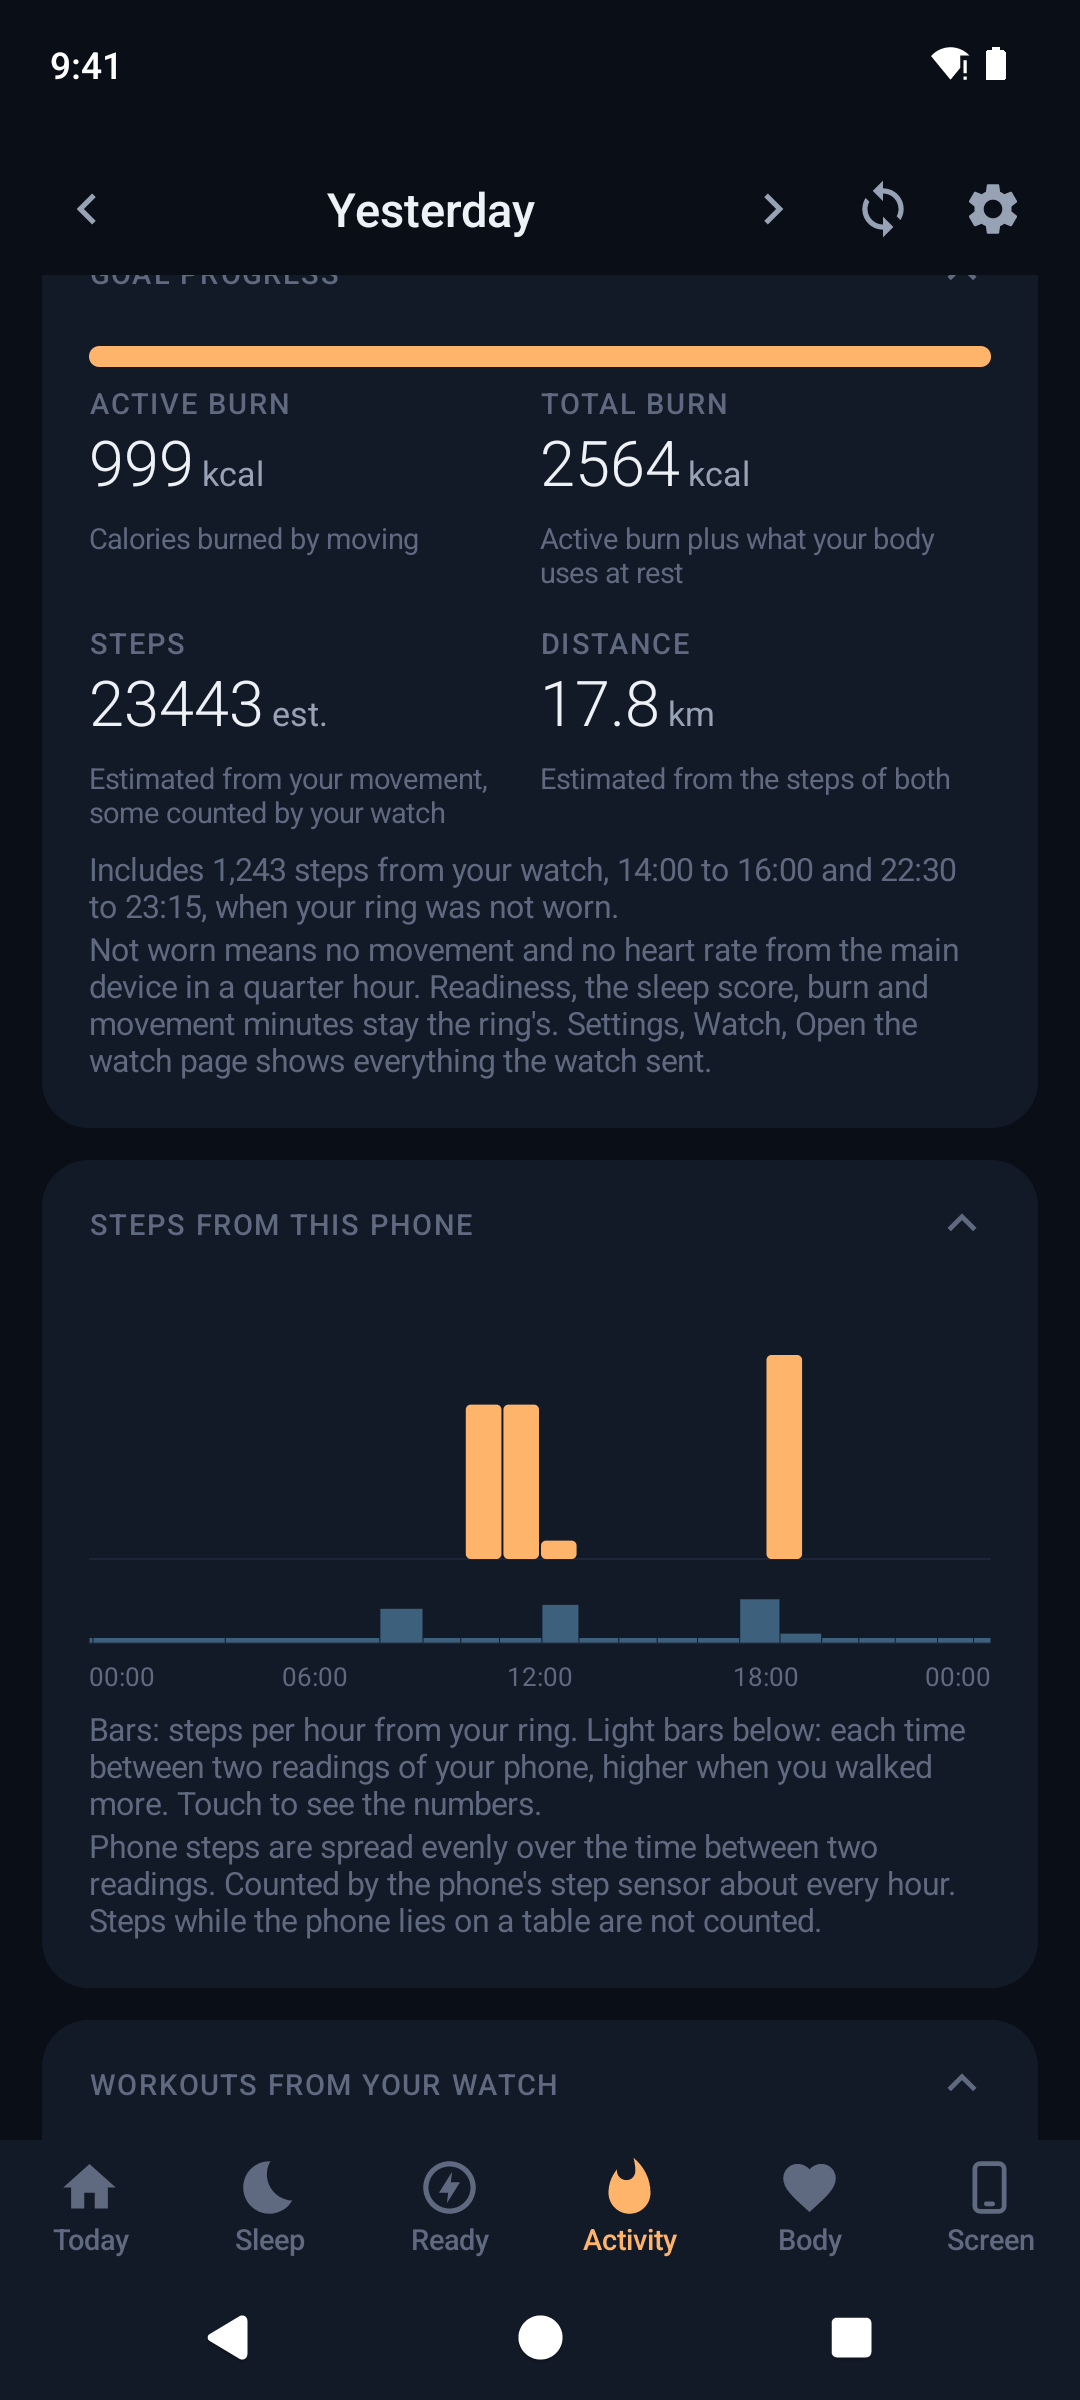 9:41
Yesterday
GOAL PROGRESS
ACTIVE BURN
TOTAL BURN
999 kcal
2564 kcal
Calories burned by moving
Active burn plus what your body
uses at rest
STEPS
DISTANCE
23443 est.
17.8 km
Estimated from your movement,
some counted by your watch
Estimated from the steps of both
Includes 1,243 steps from your watch, 14:00 to 16:00 and 22:30
to 23:15, when your ring was not worn.
Not worn means no movement and no heart rate from the main
device in a quarter hour. Readiness, the sleep score, burn and
movement minutes stay the ring's. Settings, Watch, Open the
watch page shows everything the watch sent.
STEPS FROM THIS PHONE
00:00 06:00 12:00 18:00 00:00
Bars: steps per hour from your ring. Light bars below: each time
between two readings of your phone, higher when you walked
more. Touch to see the numbers.
Phone steps are spread evenly over the time between two
readings. Counted by the phone's step sensor about every hour.
Steps while the phone lies on a table are not counted.
WORKOUTS FROM YOUR WATCH
Today Sleep Ready Activity Body Screen